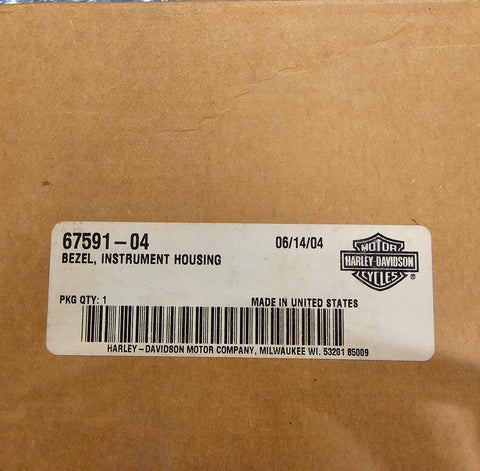 67591-04 06/14/04
BEZEL, INSTRUMENT HOUSING
MOTOR
HARLEY-DAVIDSON
CYCLES
®
PKG QTY: 1 MADE IN UNITED STATES
HARLEY-DAVIDSON MOTOR COMPANY, MILWAUKEE WI. 53201 85009